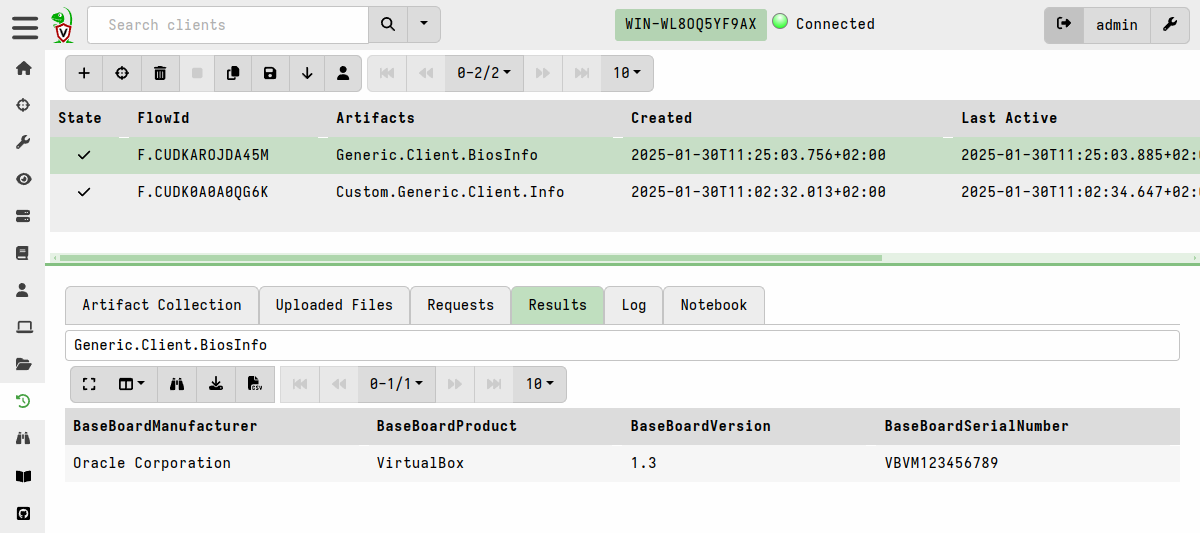 Search clients WIN-WL8OQ5YF9AX Connected admin
0-2/2 10
State FlowId Artifacts Created Last Active
F.CUDKAROJDA45M Generic.Client.BiosInfo 2025-01-30T11:25:03.756+02:00 2025-01-30T11:25:03.885+02:00
F.CUDK0A0A0QG6K Custom.Generic.Client.Info 2025-01-30T11:02:32.013+02:00 2025-01-30T11:02:34.647+02:00
Artifact Collection Uploaded Files Requests Results Log Notebook
Generic.Client.BiosInfo
CSV 0-1/1 10
BaseBoardManufacturer BaseBoardProduct BaseBoardVersion BaseBoardSerialNumber
Oracle Corporation VirtualBox 1.3 VBVM123456789